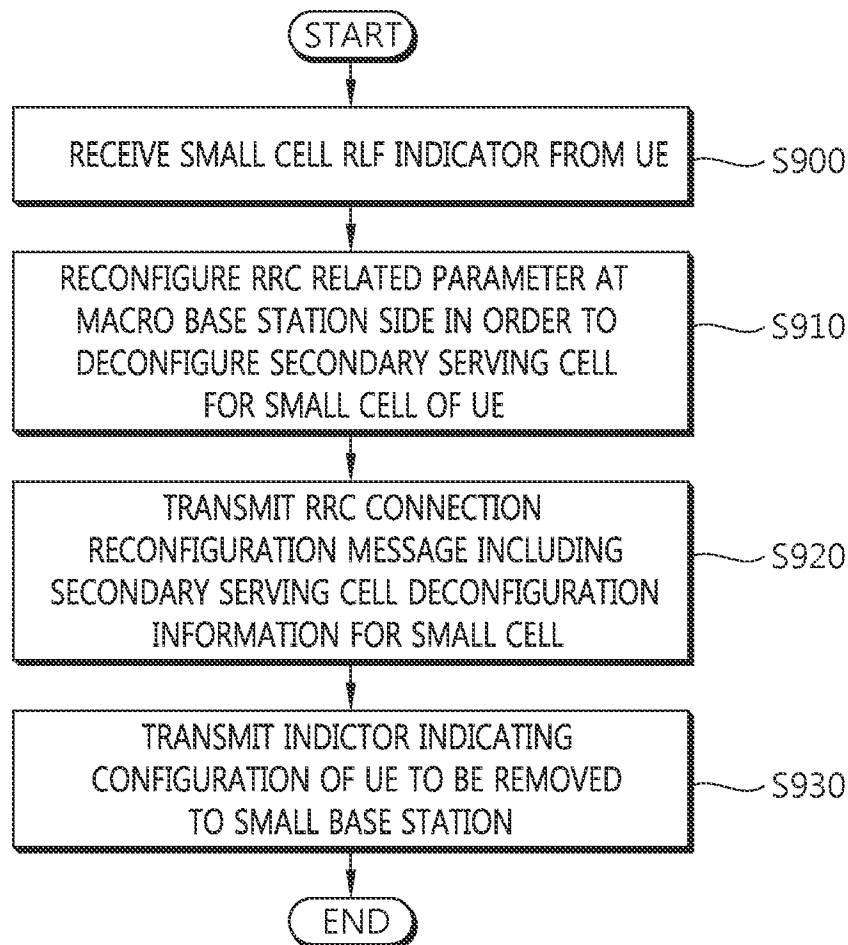 START
RECEIVE SMALL CELL RLF INDICATOR FROM UE
S900
RECONFIGURE RRC RELATED PARAMETER AT
MACRO BASE STATION SIDE IN ORDER TO
DECONFIGURE SECONDARY SERVING CELL
FOR SMALL CELL OF UE
S910
TRANSMIT RRC CONNECTION
RECONFIGURATION MESSAGE INCLUDING
SECONDARY SERVING CELL DECONFIGURATION
INFORMATION FOR SMALL CELL
S920
TRANSMIT INDICTOR INDICATING
CONFIGURATION OF UE TO BE REMOVED
TO SMALL BASE STATION
S930
END